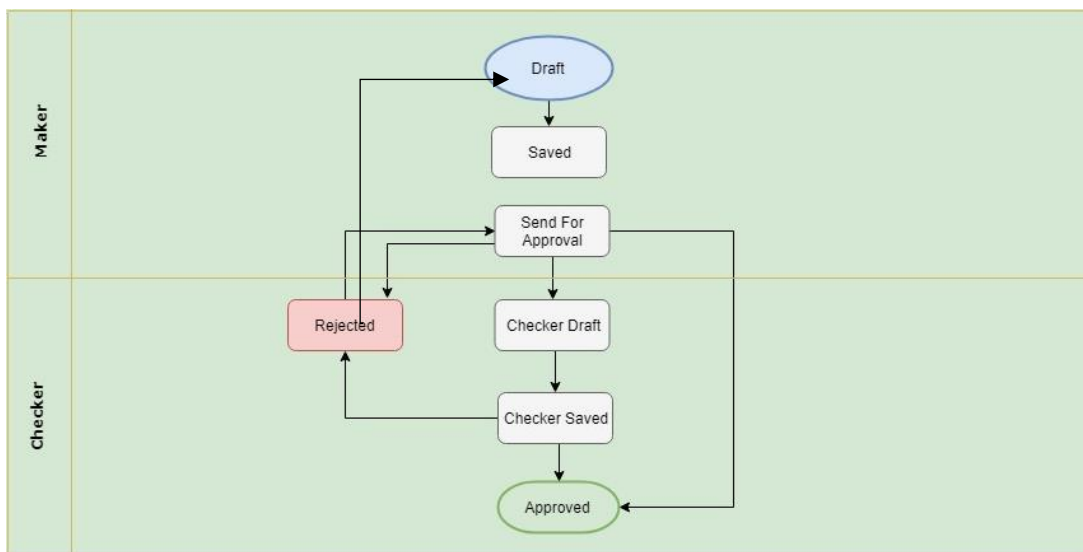 Maker
Draft
Saved
Send For
Approval
Checker
Rejected
Checker Draft
Checker Saved
Approved